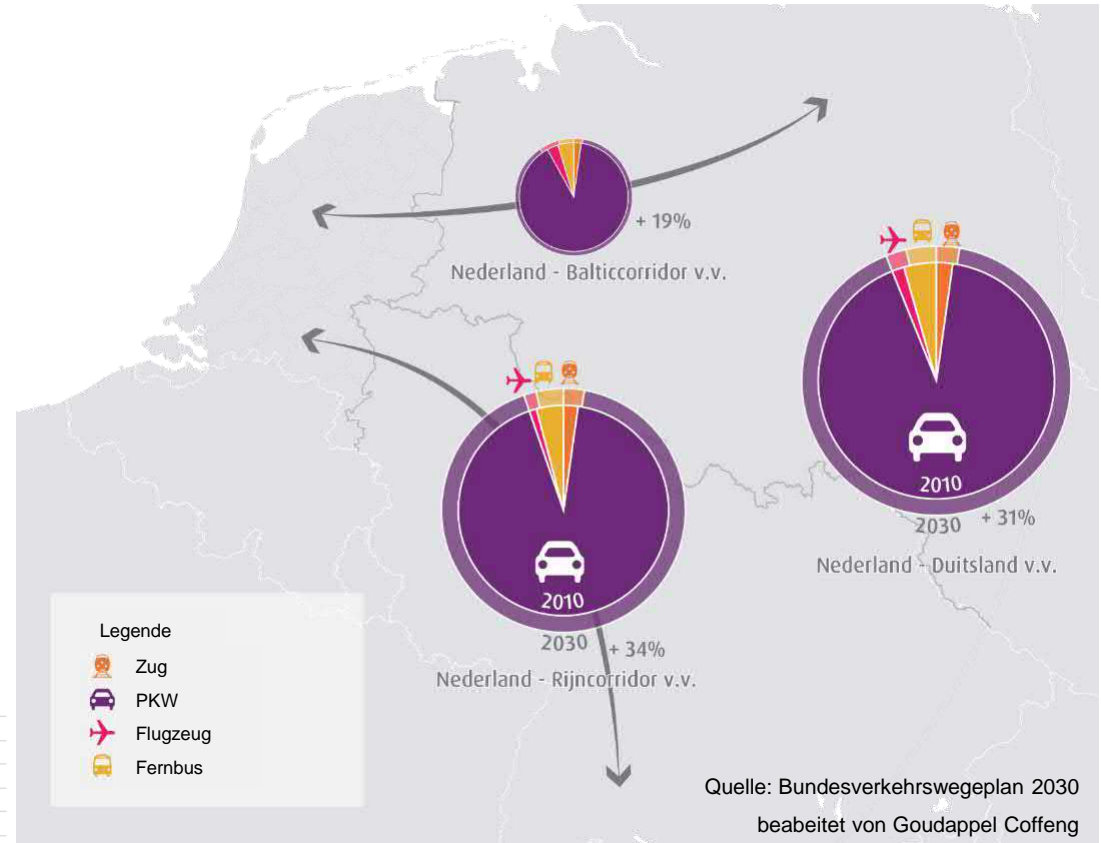 + 19%
Nederland - Balticcorridor v.v.
2010
2030 + 31%
Nederland - Duitsland v.v.
2010
2030 + 34%
Nederland - Rijncorridor v.v.
Legende
Zug
PKW
Flugzeug
Fernbus
Quelle: Bundesverkehrswegeplan 2030
beabeitet von Goudappel Coffeng